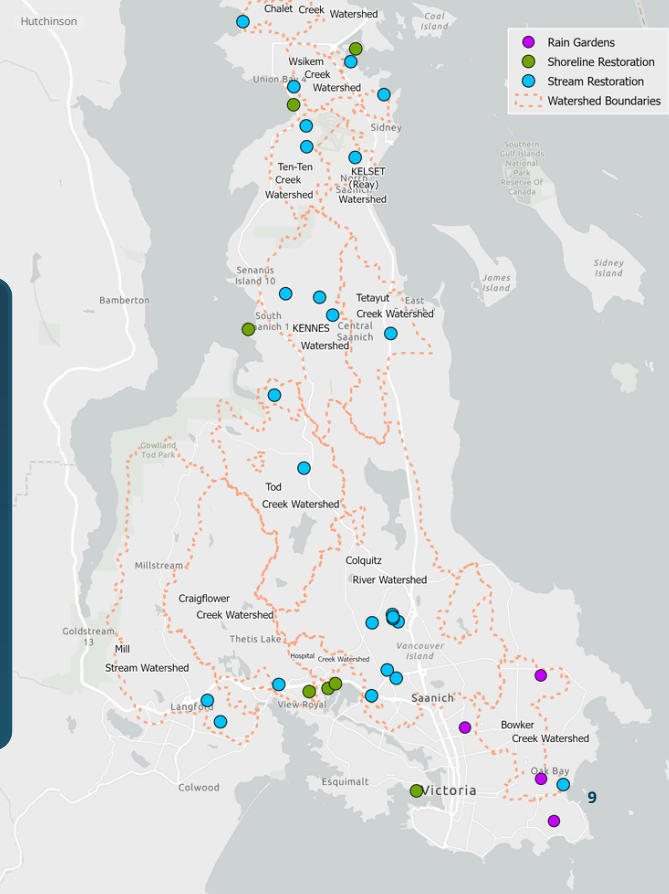 Chalet Creek Watershed
Hutchinson
Coal
Island
Rain Gardens
Shoreline Restoration
Stream Restoration
Watershed Boundaries
Wsikem
Creek
Watershed
Union Bay 4
Sidney
Southern
Gulf Islands
National
Park
Reserve Of
Canada
Ten-Ten
Creek
Watershed
KELSET
(Reay)
Watershed
North
Saanich
Senanus
Island 10
James
Island
Sidney
Island
Bamberton
Tetayut
Creek Watershed
East
South
Saanich 1
KENNES
Watershed
Central
Saanich
Gowlland
Tod Park
Tod
Creek Watershed
Colquitz
River Watershed
Millstream
Craigflower
Creek Watershed
Goldstream
13
Thetis Lake
Mill
Stream Watershed
Hospital
Creek Watershed
Vancouver
Island
Langford
View Royal
Saanich
Bowker
Creek Watershed
Oak Bay
Colwood
Esquimalt
Victoria
9